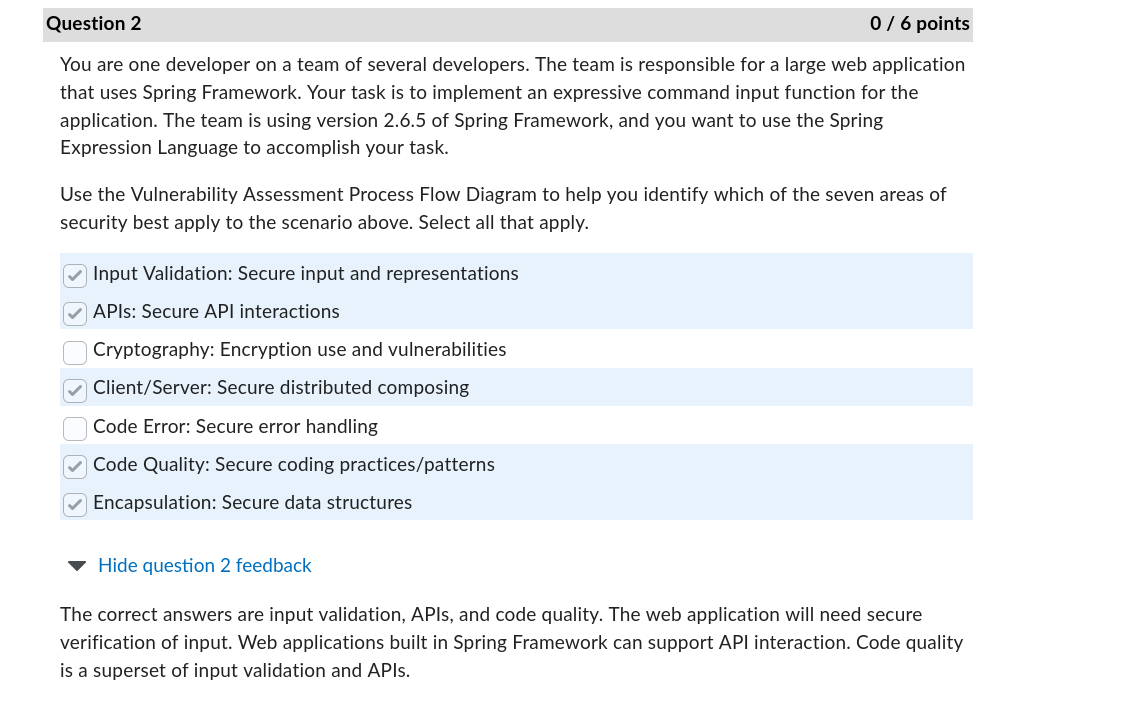 Question 2
0 / 6 points
You are one developer on a team of several developers. The team is responsible for a large web application
that uses Spring Framework. Your task is to implement an expressive command input function for the
application. The team is using version 2.6.5 of Spring Framework, and you want to use the Spring
Expression Language to accomplish your task.
Use the Vulnerability Assessment Process Flow Diagram to help you identify which of the seven areas of
security best apply to the scenario above. Select all that apply.
Input Validation: Secure input and representations
APIs: Secure API interactions
Cryptography: Encryption use and vulnerabilities
Client/Server: Secure distributed composing
Code Error: Secure error handling
Code Quality: Secure coding practices/patterns
Encapsulation: Secure data structures
Hide question 2 feedback
The correct answers are input validation, APIs, and code quality. The web application will need secure
verification of input. Web applications built in Spring Framework can support API interaction. Code quality
is a superset of input validation and APIs.